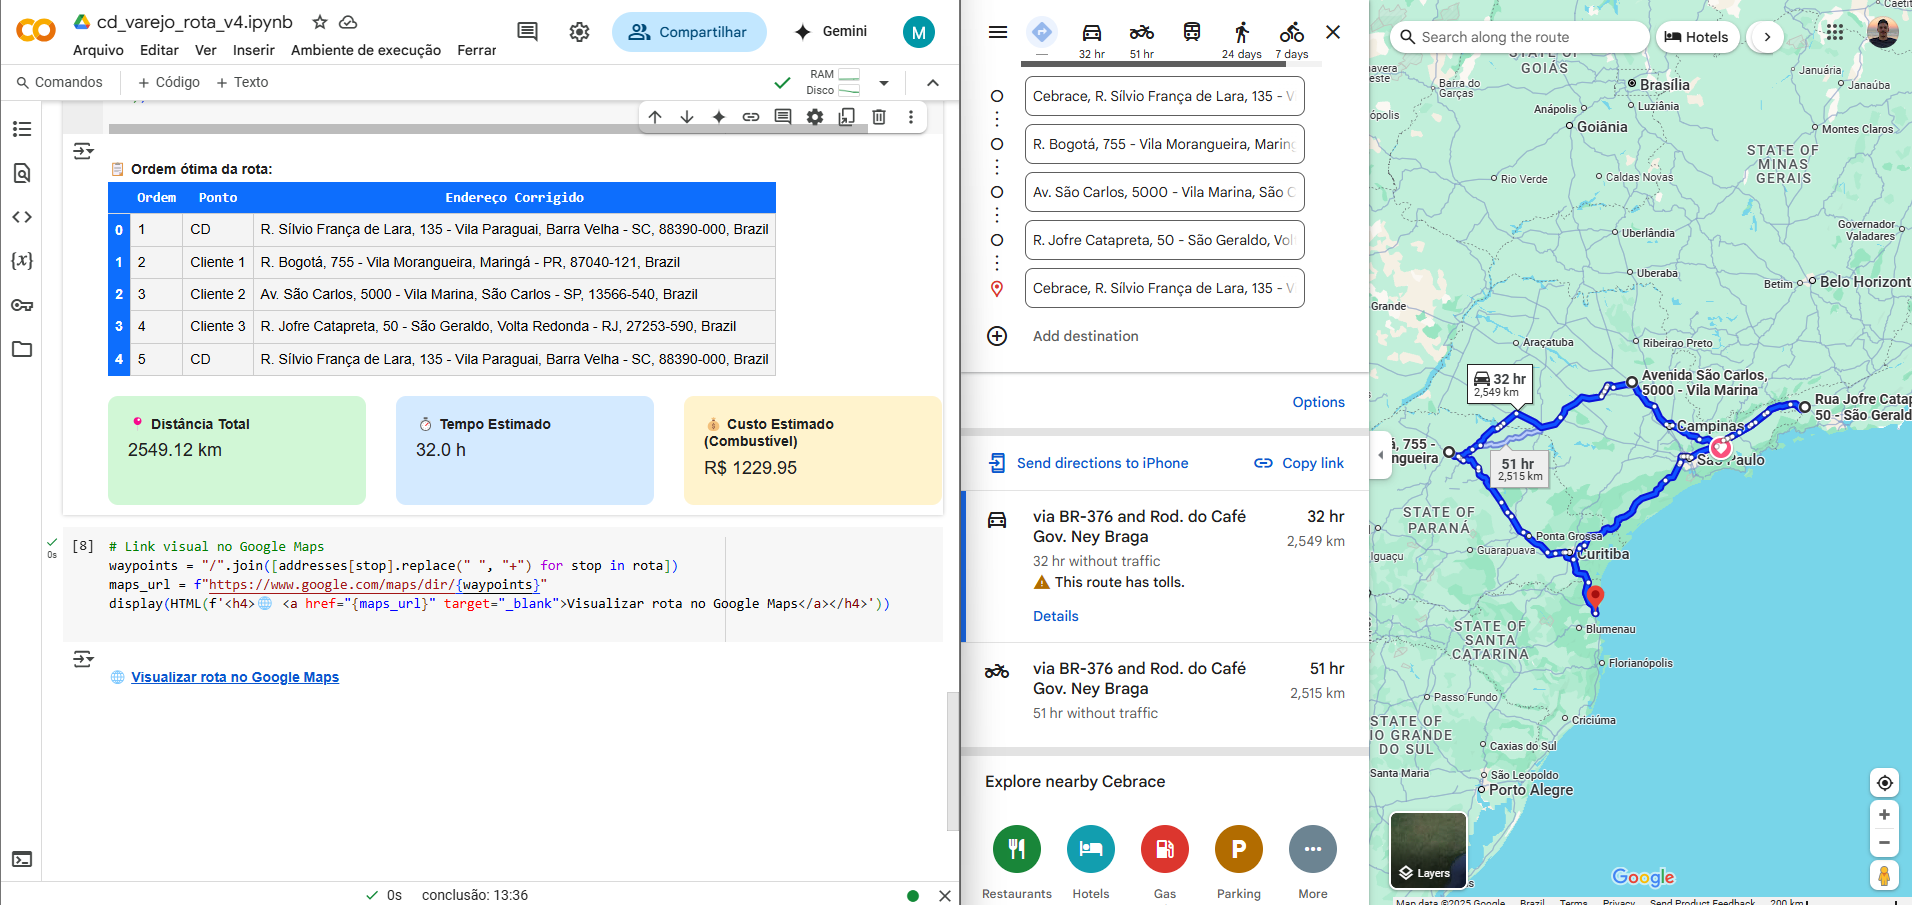 cd_varejo_rota_v4.ipynb
Arquivo Editar Ver Inserir Ambiente de execução Ferrar
Compartilhar
Gemini
M
Comandos
+ Código + Texto
RAM
Disco
📋 Ordem ótima da rota:
Ordem Ponto Endereço Corrigido
0 1 CD R. Sílvio França de Lara, 135 - Vila Paraguai, Barra Velha - SC, 88390-000, Brazil
1 2 Cliente 1 R. Bogotá, 755 - Vila Morangueira, Maringá - PR, 87040-121, Brazil
2 3 Cliente 2 Av. São Carlos, 5000 - Vila Marina, São Carlos - SP, 13566-540, Brazil
3 4 Cliente 3 R. Jofre Catapreta, 50 - São Geraldo, Volta Redonda - RJ, 27253-590, Brazil
4 5 CD R. Sílvio França de Lara, 135 - Vila Paraguai, Barra Velha - SC, 88390-000, Brazil
📍 Distância Total
2549.12 km
⏱️ Tempo Estimado
32.0 h
💰 Custo Estimado
(Combustível)
R$ 1229.95
0s
[8]
# Link visual no Google Maps
waypoints = "/".join([addresses[stop].replace(" ", "+") for stop in rota])
maps_url = f"https://www.google.com/maps/dir/{waypoints}"
display(HTML(f'<h4>🌐 <a href="{maps_url}" target="_blank">Visualizar rota no Google Maps</a></h4>'))
🌐 Visualizar rota no Google Maps
0s conclusão: 13:36
32 hr
51 hr
24 days
7 days
Cebrace, R. Sílvio França de Lara, 135 - V
R. Bogotá, 755 - Vila Morangueira, Maring
Av. São Carlos, 5000 - Vila Marina, São C
R. Jofre Catapreta, 50 - São Geraldo, Vol
Cebrace, R. Sílvio França de Lara, 135 - V
Add destination
Options
Send directions to iPhone
Copy link
via BR-376 and Rod. do Café
Gov. Ney Braga
32 hr
2,549 km
32 hr without traffic
This route has tolls.
Details
via BR-376 and Rod. do Café
Gov. Ney Braga
51 hr
2,515 km
51 hr without traffic
Explore nearby Cebrace
Restaurants
Hotels
Gas
P
Parking
More
Search along the route
Hotels
STATE OF
GOIÁS
Brasília
Januária
Janaúba
Barra do
Garças
Anápolis
Luziânia
Goiânia
Montes Claros
STATE OF
MINAS
GERAIS
Rio Verde
Caldas Novas
Governador
Valadares
Uberlândia
Uberaba
Betim
Belo Horizont
Grande
Araçatuba
Ribeirao Preto
32 hr
2,549 km
Avenida São Carlos,
5000 - Vila Marina
Rua Jofre Catap
50 - São Gerald
Campinas
á, 755 -
ngueira
51 hr
2,515 km
São Paulo
STATE OF
PARANÁ
Ponta Grossa
Guarapuava
Curitiba
Iguaçu
STATE OF
SANTA
CATARINA
Blumenau
Florianópolis
Passo Fundo
Criciúma
STATE OF
IO GRANDE
DO SUL
Caxias do Sul
Santa Maria
São Leopoldo
Porto Alegre
Layers
Google
Map data ©2025 Google Brazil Terms Privacy Send Product Feedback 200 km